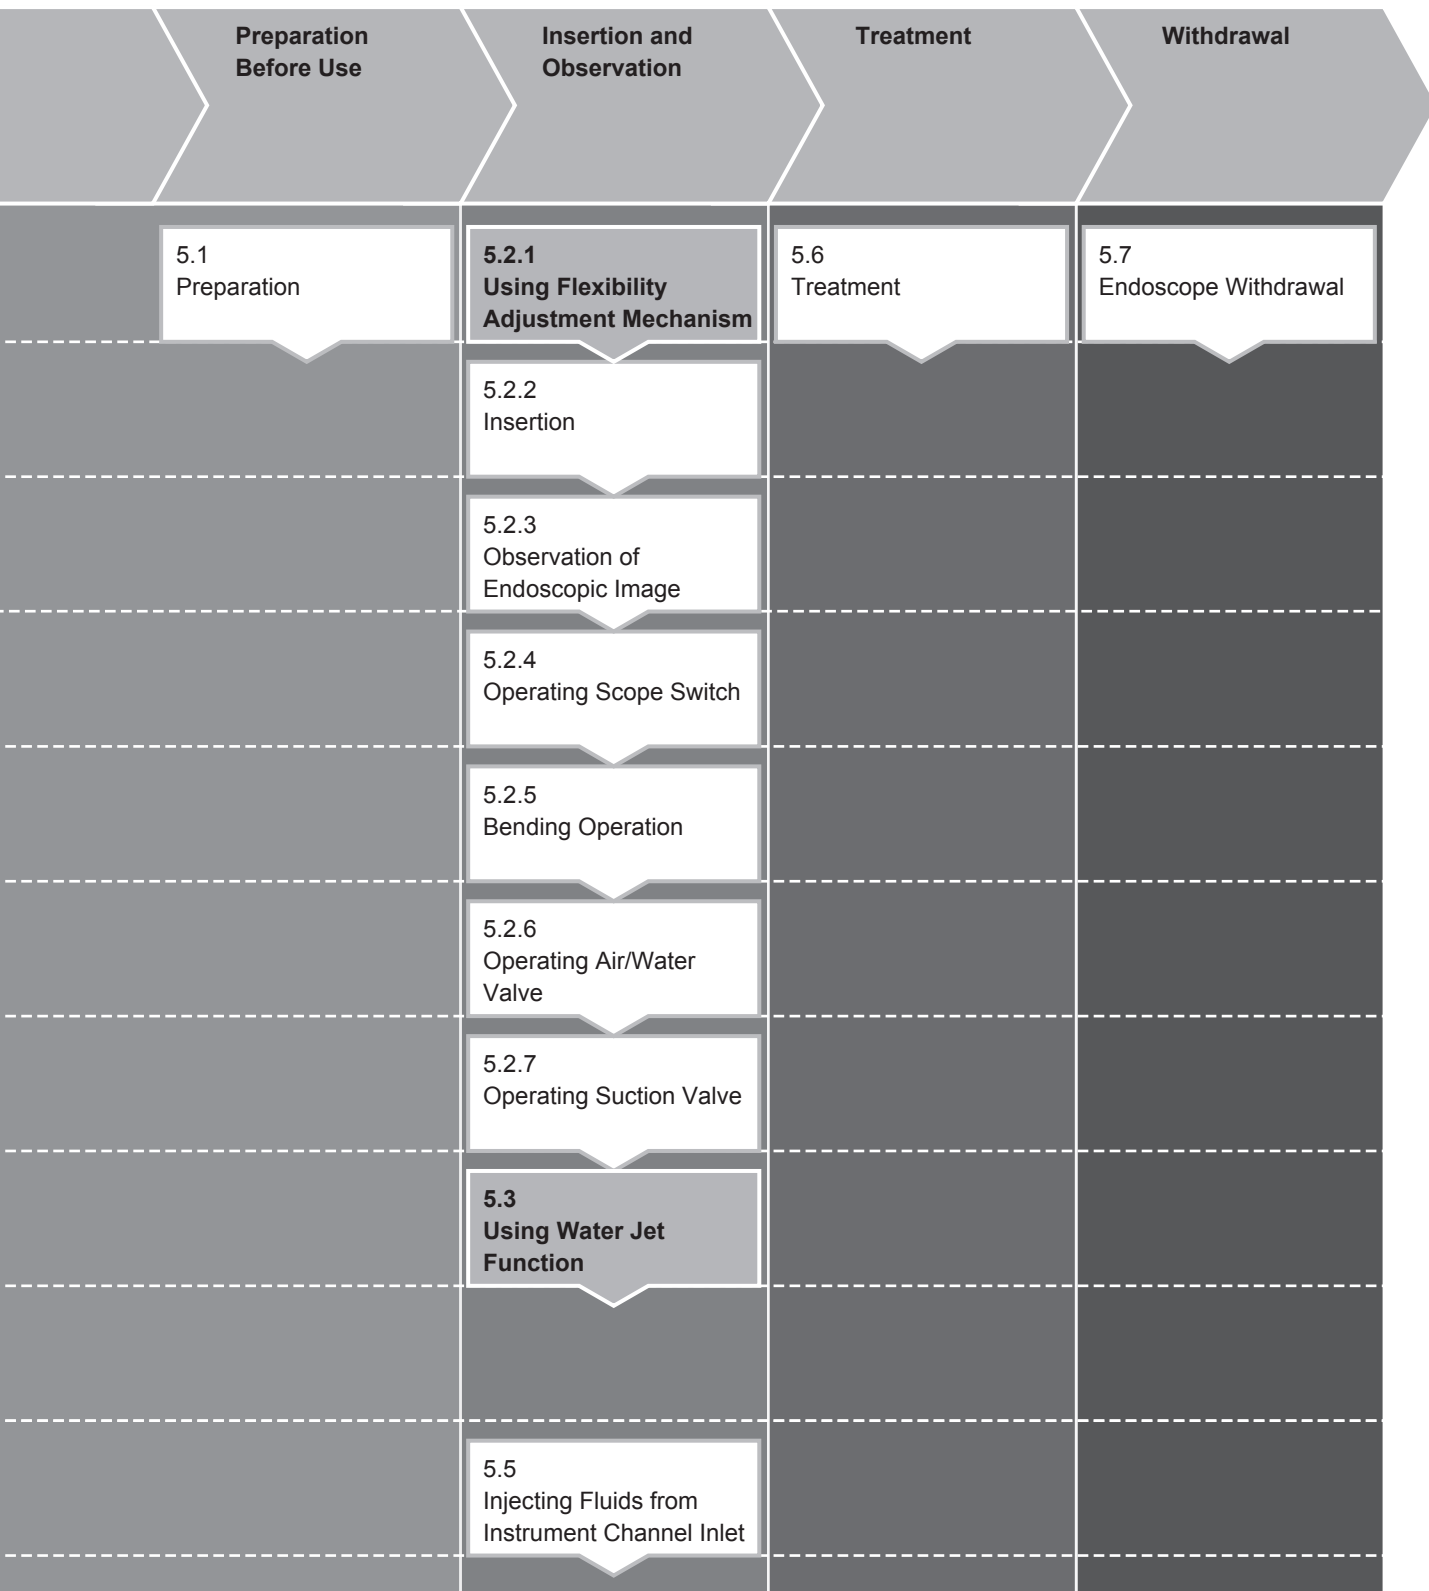 Preparation
Before Use
Insertion and
Observation
Treatment
Withdrawal
5.1
Preparation
5.2.1
Using Flexibility
Adjustment Mechanism
5.6
Treatment
5.7
Endoscope Withdrawal
5.2.2
Insertion
5.2.3
Observation of
Endoscopic Image
5.2.4
Operating Scope Switch
5.2.5
Bending Operation
5.2.6
Operating Air/Water
Valve
5.2.7
Operating Suction Valve
5.3
Using Water Jet
Function
5.5
Injecting Fluids from
Instrument Channel Inlet